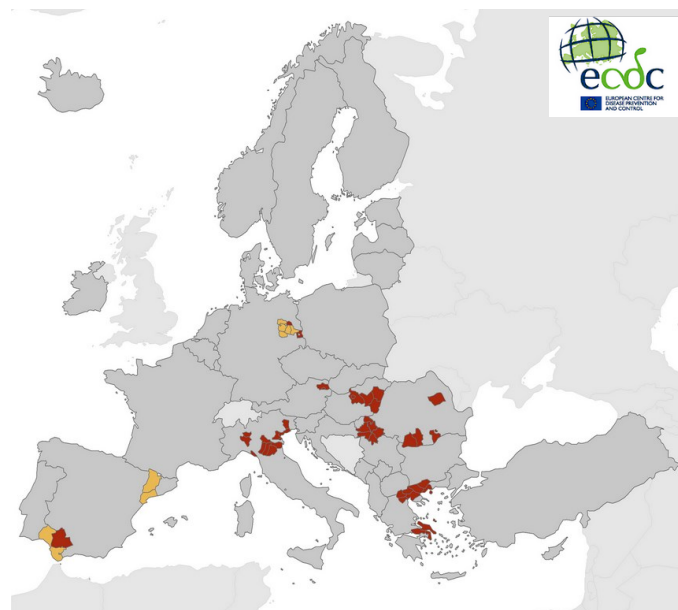 ecdc
EUROPEAN CENTRE FOR
DISEASE PREVENTION
AND CONTROL